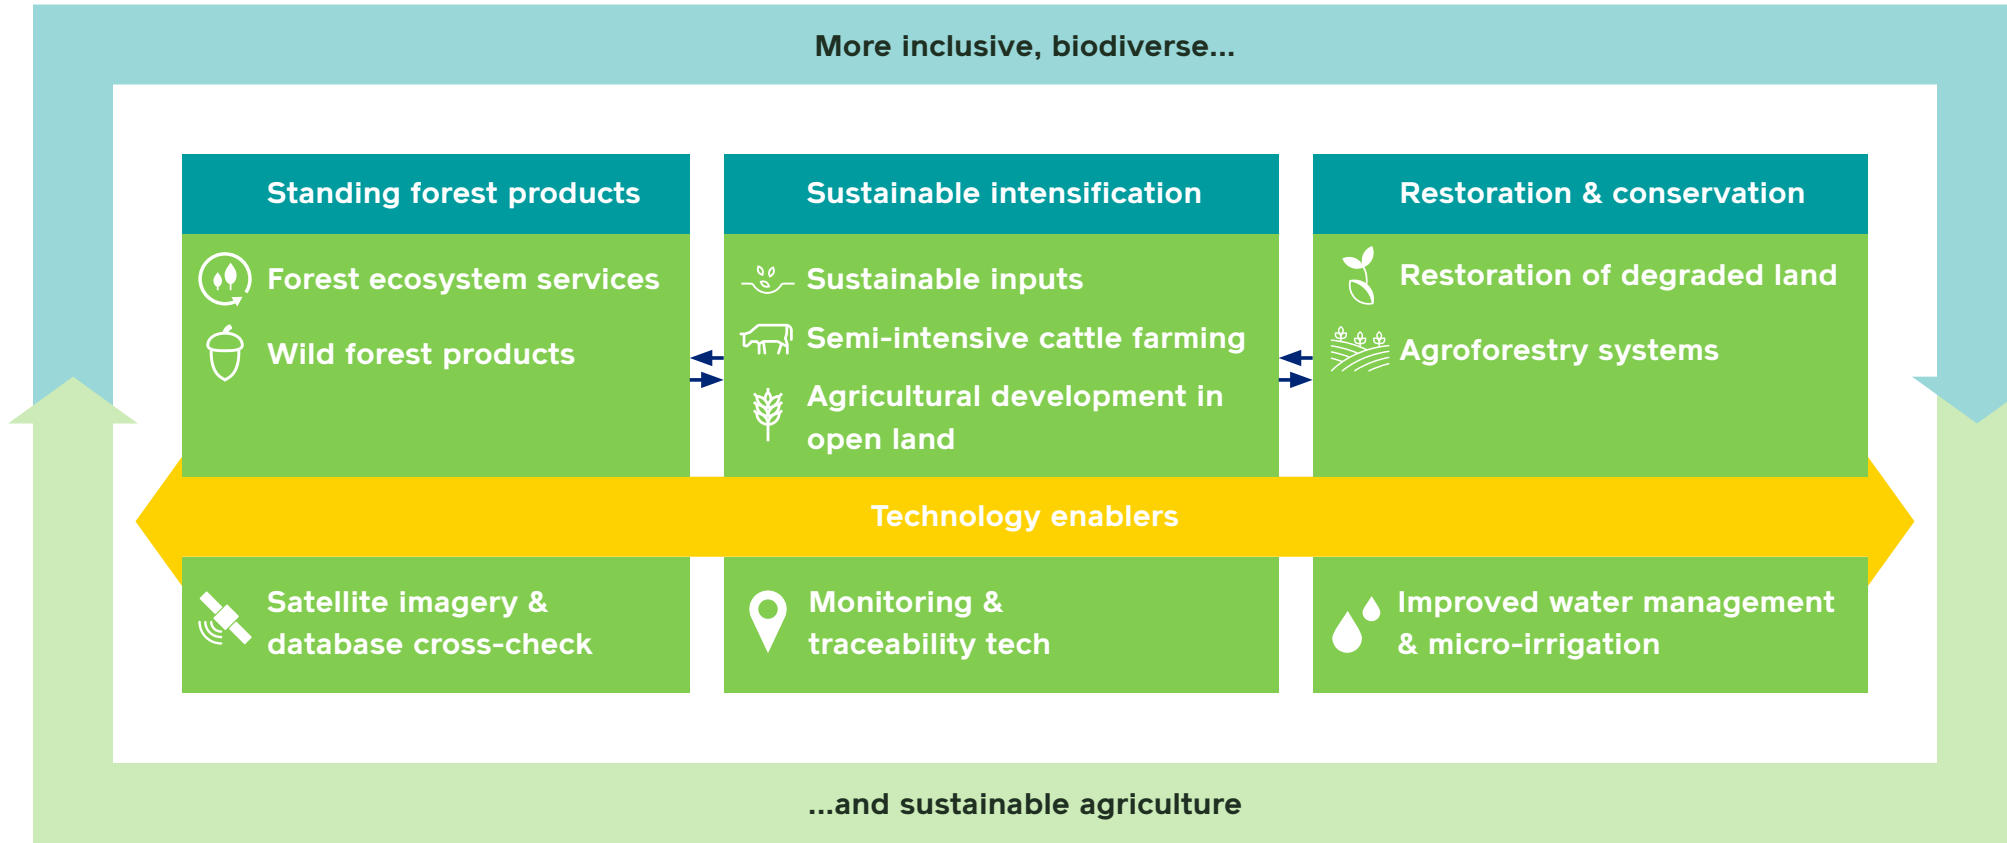 More inclusive, biodiverse...
Standing forest products
Forest ecosystem services
Wild forest products
Sustainable intensification
Sustainable inputs
Semi-intensive cattle farming
Agricultural development in
open land
Restoration & conservation
Restoration of degraded land
Agroforestry systems
Technology enablers
Satellite imagery &
database cross-check
Monitoring &
traceability tech
Improved water management
& micro-irrigation
...and sustainable agriculture